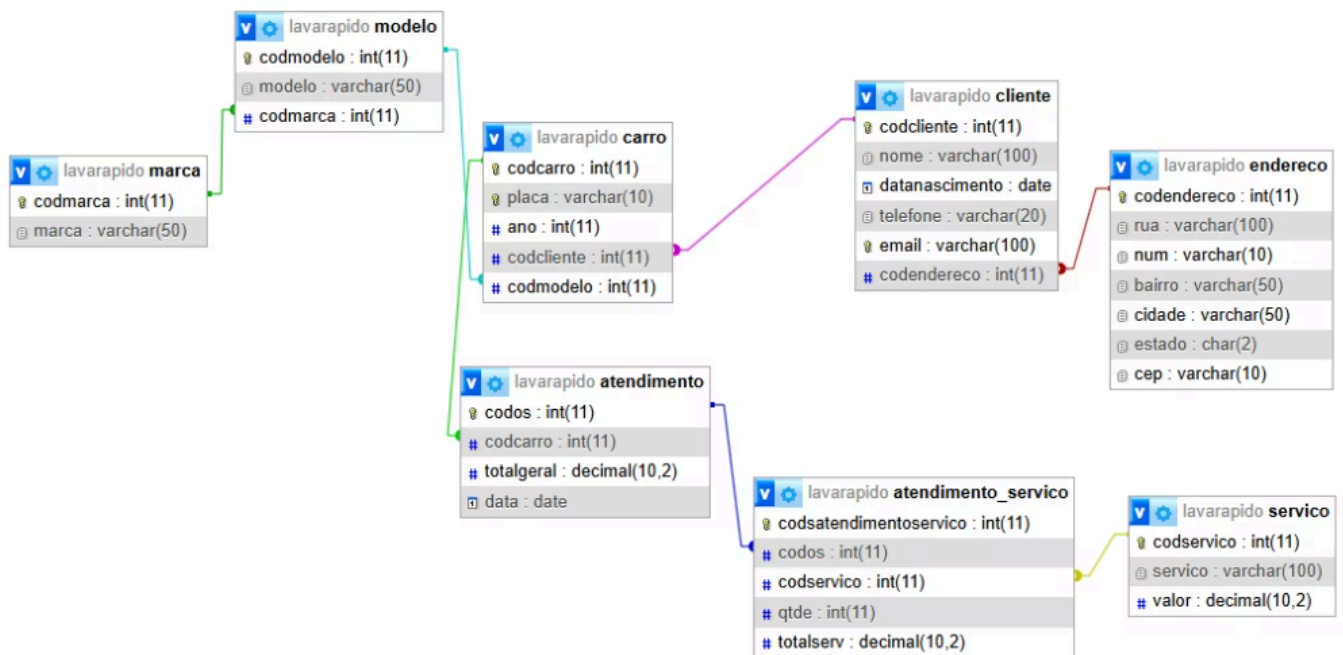 lavarapido modelo
codmodelo : int(11)
modelo : varchar(50)
# codmarca : int(11)
lavarapido marca
codmarca : int(11)
marca : varchar(50)
lavarapido carro
codcarro : int(11)
placa : varchar(10)
# ano : int(11)
# codcliente : int(11)
# codmodelo : int(11)
lavarapido cliente
codcliente : int(11)
nome : varchar(100)
datanascimento : date
telefone : varchar(20)
email : varchar(100)
# codendereco : int(11)
lavarapido endereco
codendereco : int(11)
rua : varchar(100)
num : varchar(10)
bairro : varchar(50)
cidade : varchar(50)
estado : char(2)
cep : varchar(10)
lavarapido atendimento
codos : int(11)
# codcarro : int(11)
# totalgeral : decimal(10,2)
data : date
lavarapido atendimento_servico
codsatendimentoservico : int(11)
# codos : int(11)
# codservico : int(11)
# qtde : int(11)
# totalserv : decimal(10,2)
lavarapido servico
codservico : int(11)
servico : varchar(100)
# valor : decimal(10,2)